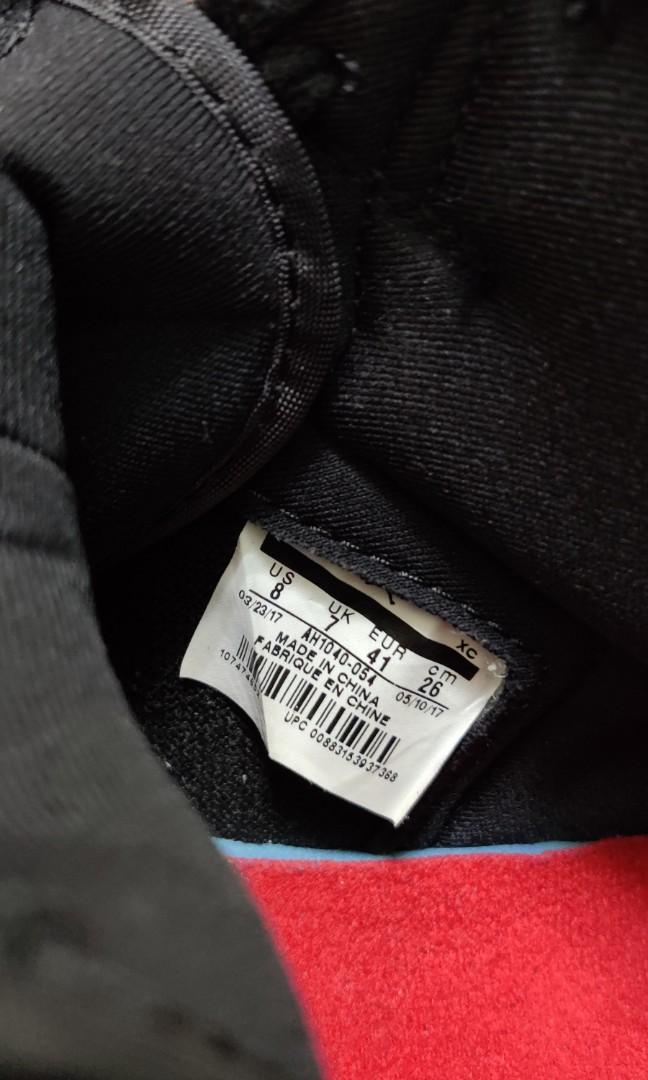 XC
US UK EUR cm
8 7 41 26
03/23/17 AH1040-054 05/10/17
MADE IN CHINA
FABRIQUE EN CHINE
UPC 00883153937368